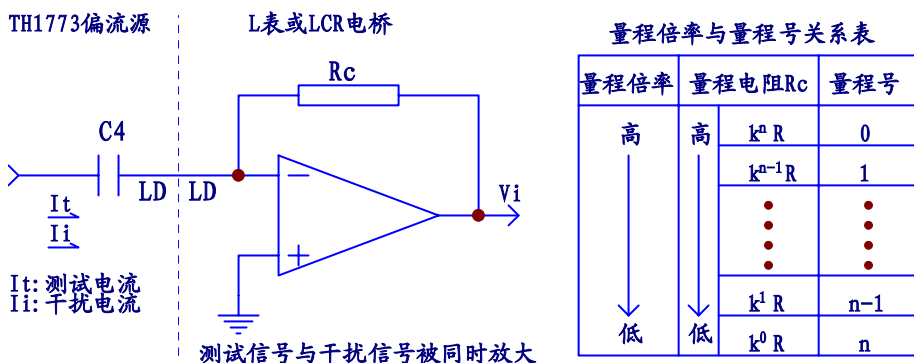 TH1773偏流源
L表或LCR电桥
Rc
C4
LD
LD
It
Ii
Vi
It: 测试电流
Ii: 干扰电流
测试信号与干扰信号被同时放大
量程倍率与量程号关系表
量程倍率 量程电阻Rc 量程号
高 高 kⁿ R 0
kⁿ⁻¹ R 1
k¹ R n-1
低 低 k⁰ R n